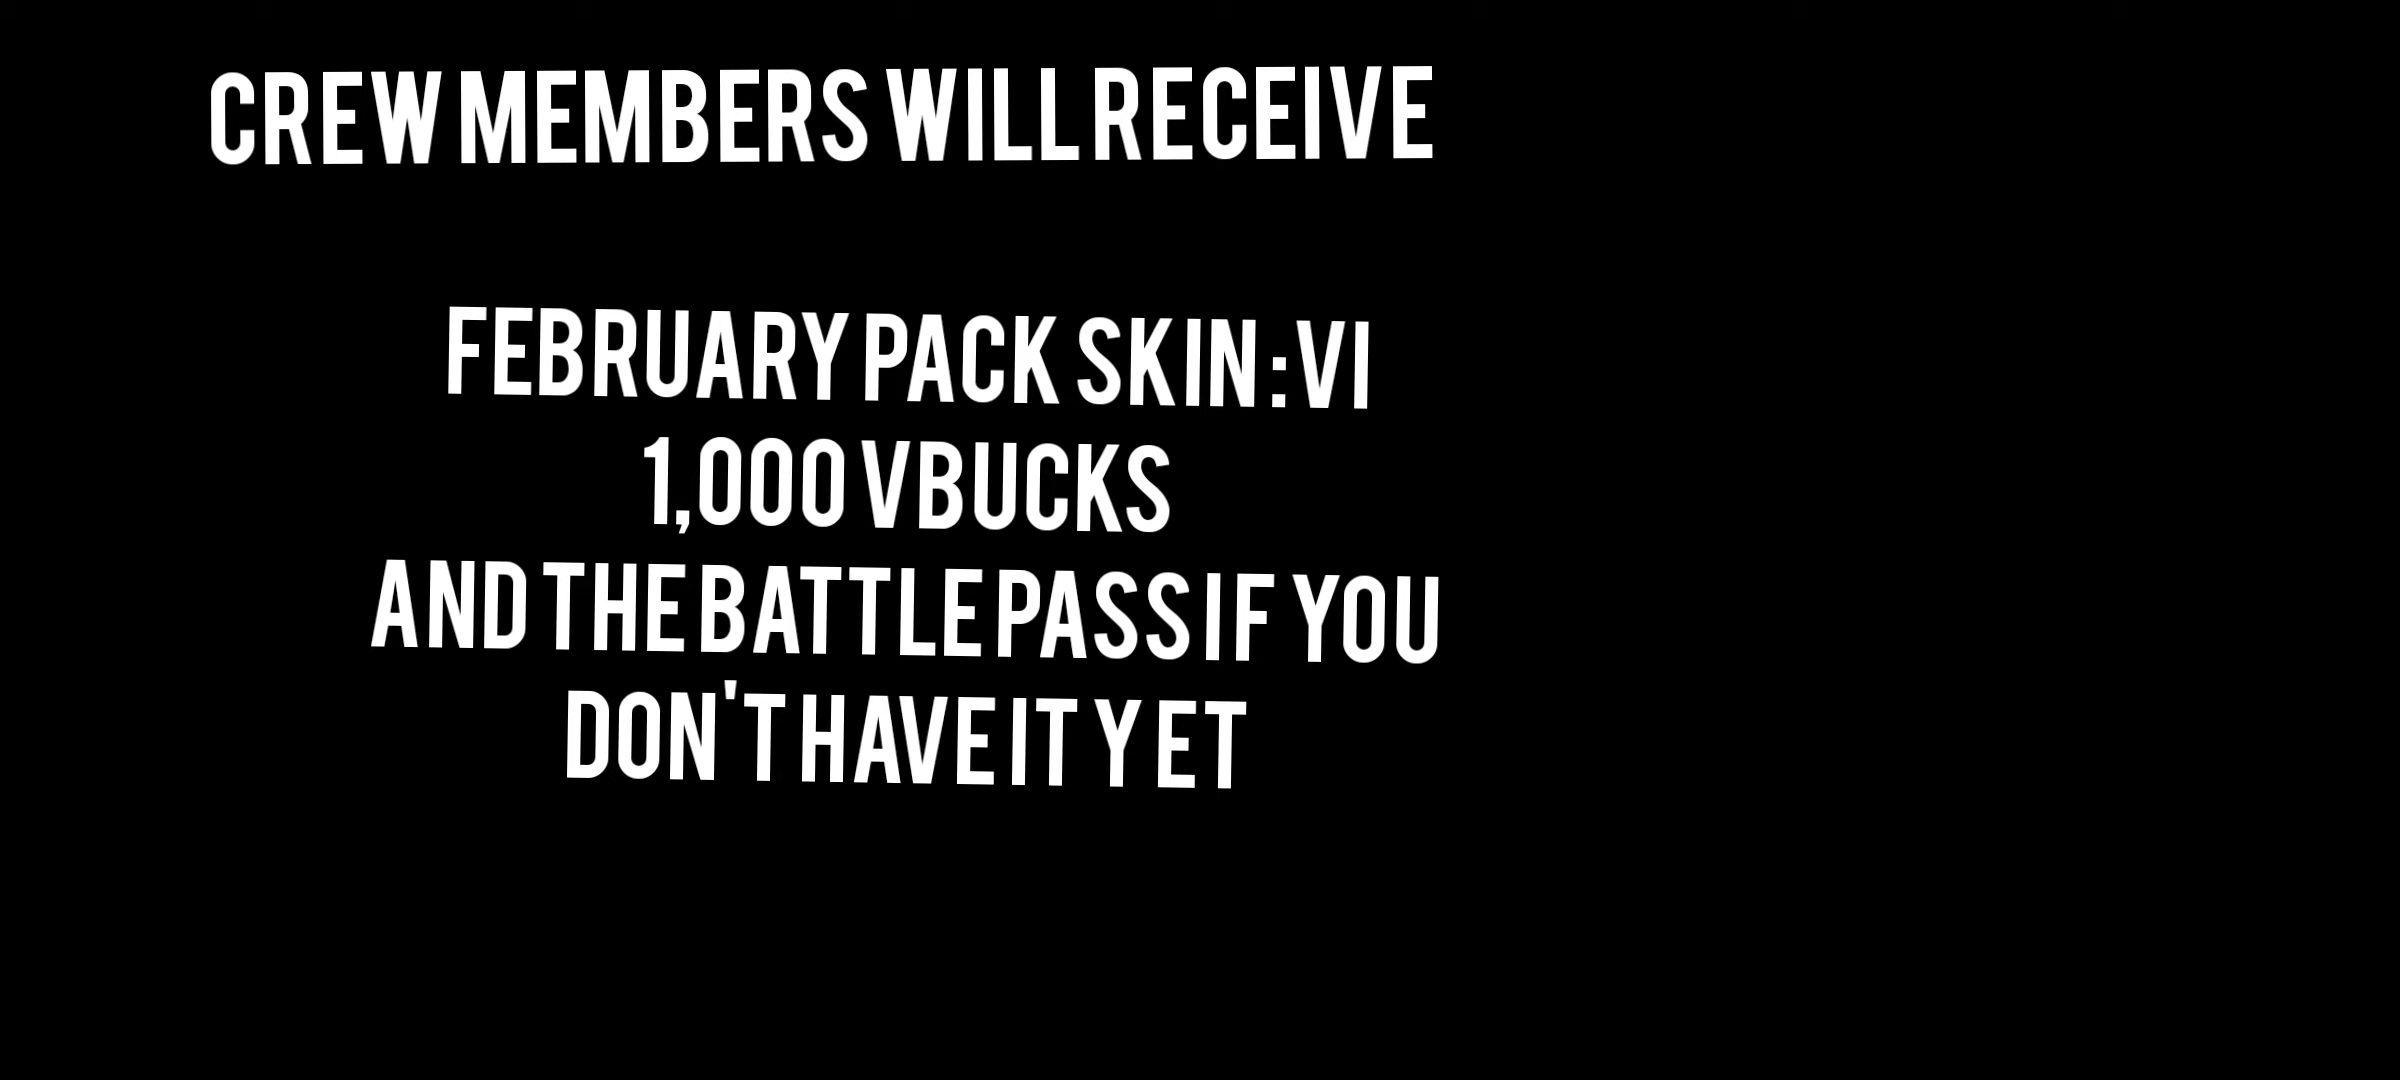 CREW MEMBERS WILL RECEIVE
FEBRUARY PACK SKIN:VI
1,000 VBUCKS
AND THE BATTLE PASS IF YOU
DON'T HAVE IT YET